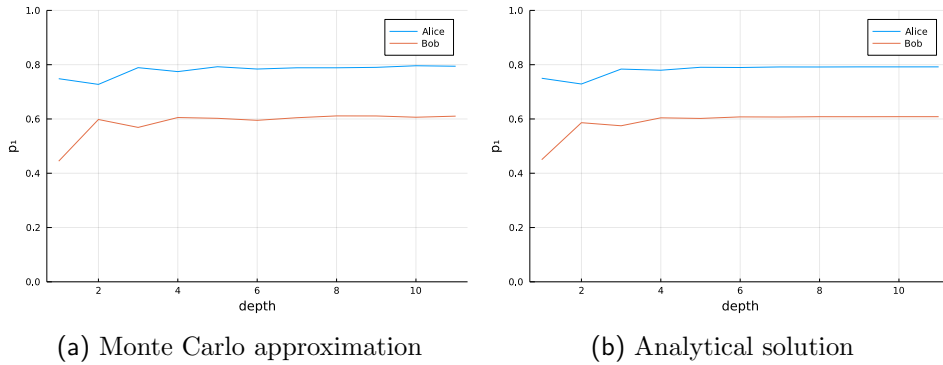 1.0
0.8
0.6
0.4
0.2
0.0
p₁
2
4
6
8
10
depth
Alice
Bob
(a) Monte Carlo approximation
1.0
0.8
0.6
0.4
0.2
0.0
p₁
2
4
6
8
10
depth
Alice
Bob
(b) Analytical solution